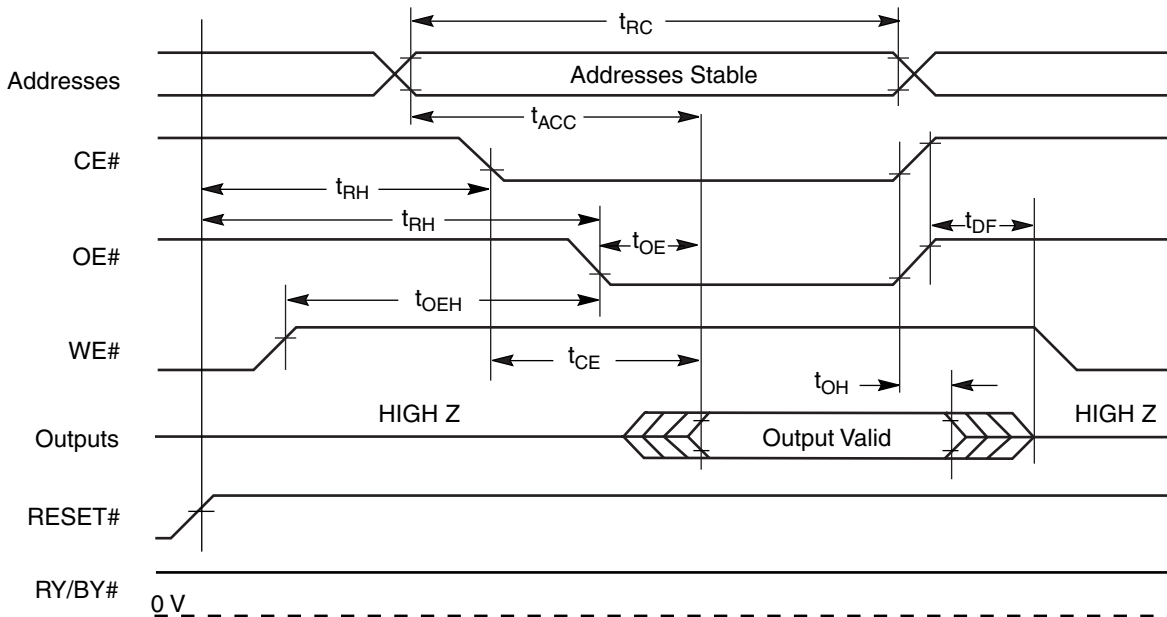 tRC
Addresses
Addresses Stable
tACC
CE#
tRH
tRH
tDF
OE#
tOE
tOEH
WE#
tCE
tOH
HIGH Z
HIGH Z
Outputs
Output Valid
RESET#
RY/BY#
0 V